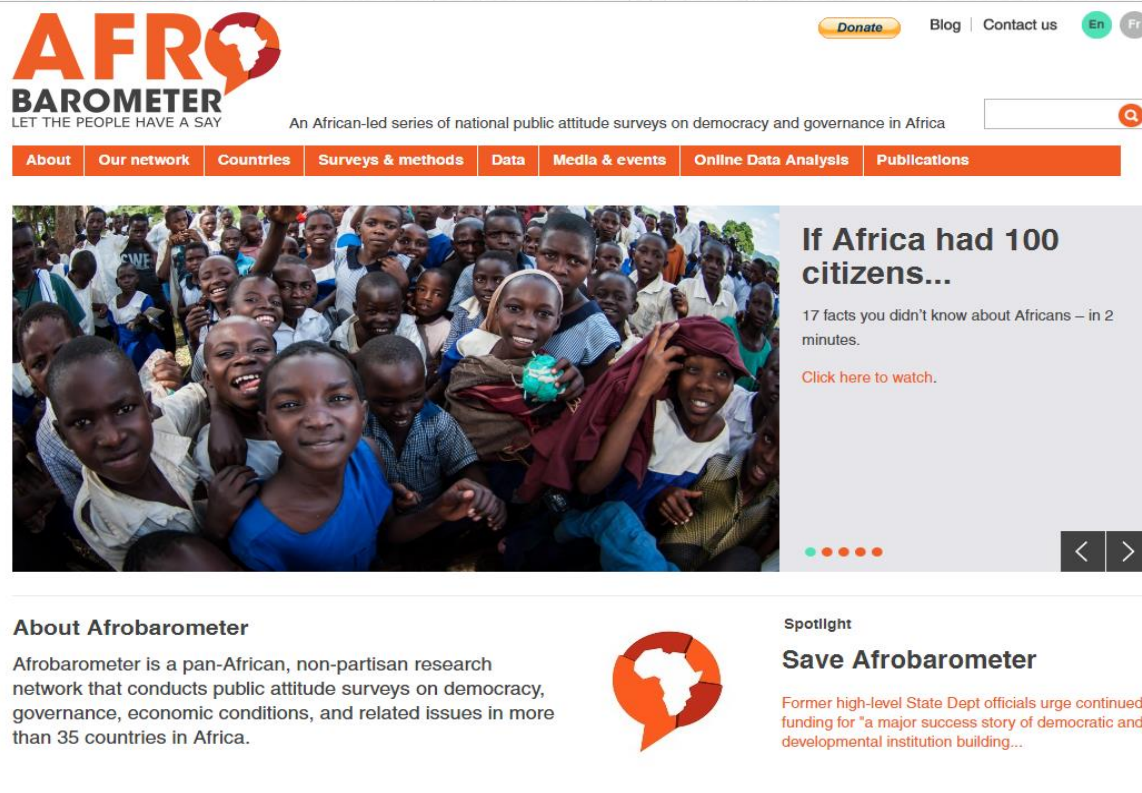 AFRO
BAROMETER
LET THE PEOPLE HAVE A SAY
Donate
Blog
Contact us
En
Fr
An African-led series of national public attitude surveys on democracy and governance in Africa
About
Our network
Countries
Surveys & methods
Data
Media & events
Online Data Analysis
Publications
If Africa had 100
citizens...
17 facts you didn't know about Africans – in 2
minutes.
Click here to watch.
About Afrobarometer
Afrobarometer is a pan-African, non-partisan research
network that conducts public attitude surveys on democracy,
governance, economic conditions, and related issues in more
than 35 countries in Africa.
Spotlight
Save Afrobarometer
Former high-level State Dept officials urge continued
funding for "a major success story of democratic and
developmental institution building...